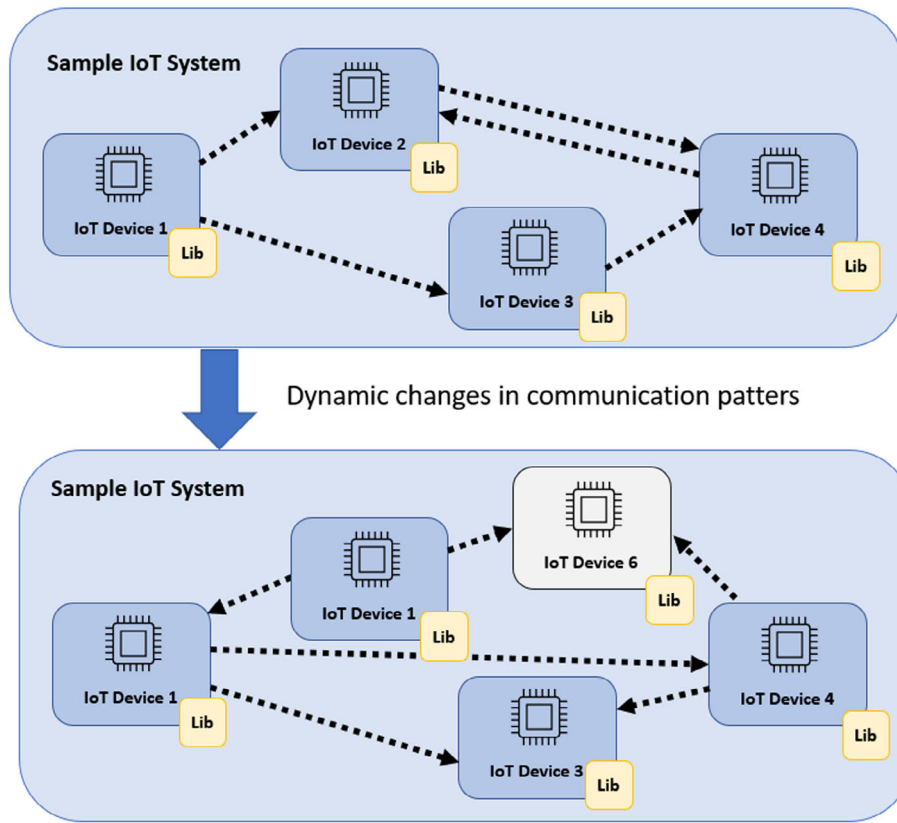 Sample IoT System
IoT Device 2
Lib
IoT Device 1
Lib
IoT Device 4
Lib
IoT Device 3
Lib
Dynamic changes in communication patters
Sample IoT System
IoT Device 6
Lib
IoT Device 1
Lib
IoT Device 1
Lib
IoT Device 4
Lib
IoT Device 3
Lib